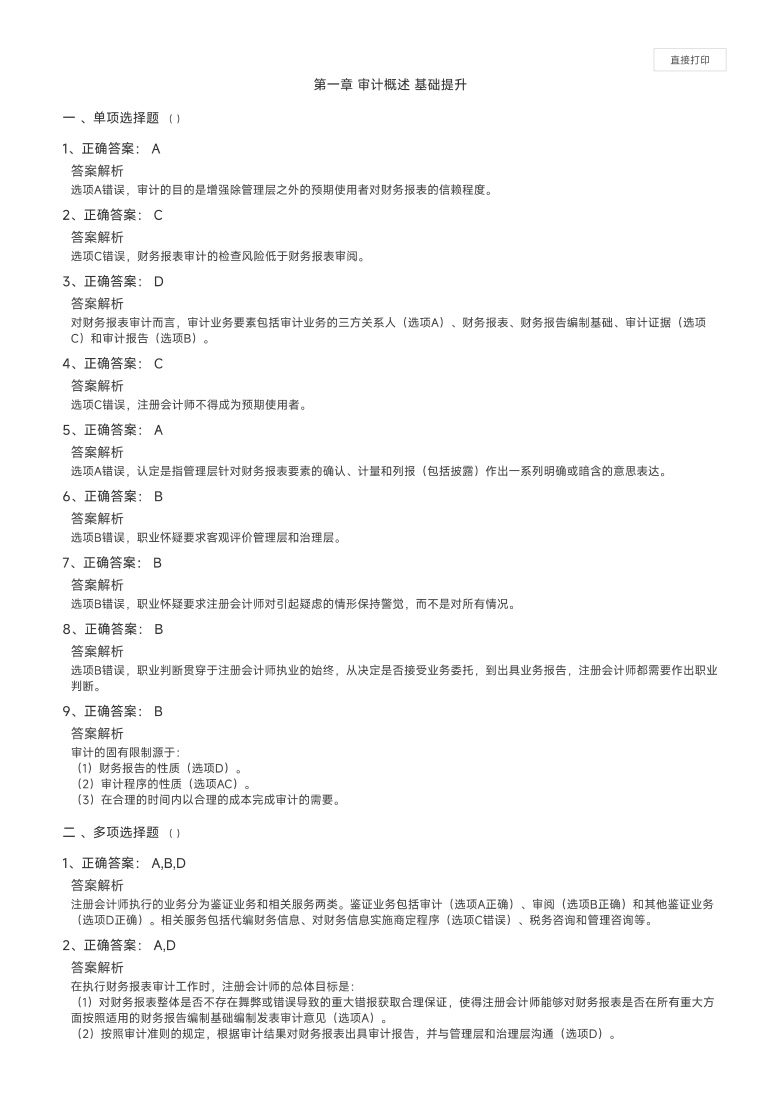 直接打印
第一章 审计概述 基础提升
一 、单项选择题 （ ）
1、正确答案： A
答案解析
选项A错误，审计的目的是增强除管理层之外的预期使用者对财务报表的信赖程度。
2、正确答案： C
答案解析
选项C错误，财务报表审计的检查风险低于财务报表审阅。
3、正确答案： D
答案解析
对财务报表审计而言，审计业务要素包括审计业务的三方关系人（选项A）、财务报表、财务报告编制基础、审计证据（选项
C）和审计报告（选项B）。
4、正确答案： C
答案解析
选项C错误，注册会计师不得成为预期使用者。
5、正确答案： A
答案解析
选项A错误，认定是指管理层针对财务报表要素的确认、计量和列报（包括披露）作出一系列明确或暗含的意思表达。
6、正确答案： B
答案解析
选项B错误，职业怀疑要求客观评价管理层和治理层。
7、正确答案： B
答案解析
选项B错误，职业怀疑要求注册会计师对引起疑虑的情形保持警觉，而不是对所有情况。
8、正确答案： B
答案解析
选项B错误，职业判断贯穿于注册会计师执业的始终，从决定是否接受业务委托，到出具业务报告，注册会计师都需要作出职业
判断。
9、正确答案： B
答案解析
审计的固有限制源于：
（1）财务报告的性质（选项D）。
（2）审计程序的性质（选项AC）。
（3）在合理的时间内以合理的成本完成审计的需要。
二 、多项选择题 （ ）
1、正确答案： A,B,D
答案解析
注册会计师执行的业务分为鉴证业务和相关服务两类。鉴证业务包括审计（选项A正确）、审阅（选项B正确）和其他鉴证业务
（选项D正确）。相关服务包括代编财务信息、对财务信息实施商定程序（选项C错误）、税务咨询和管理咨询等。
2、正确答案： A,D
答案解析
在执行财务报表审计工作时，注册会计师的总体目标是：
（1）对财务报表整体是否不存在舞弊或错误导致的重大错报获取合理保证，使得注册会计师能够对财务报表是否在所有重大方
面按照适用的财务报告编制基础编制发表审计意见（选项A）。
（2）按照审计准则的规定，根据审计结果对财务报表出具审计报告，并与管理层和治理层沟通（选项D）。